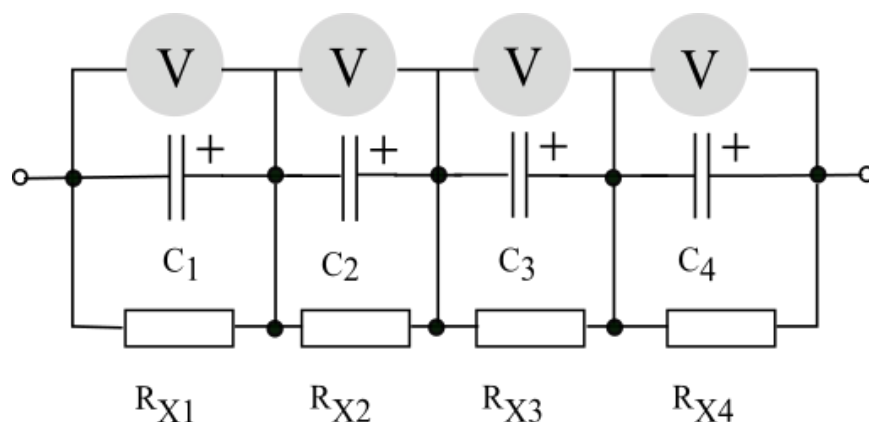 V V V V
+ + + +
C1 C2 C3 C4
RX1 RX2 RX3 RX4